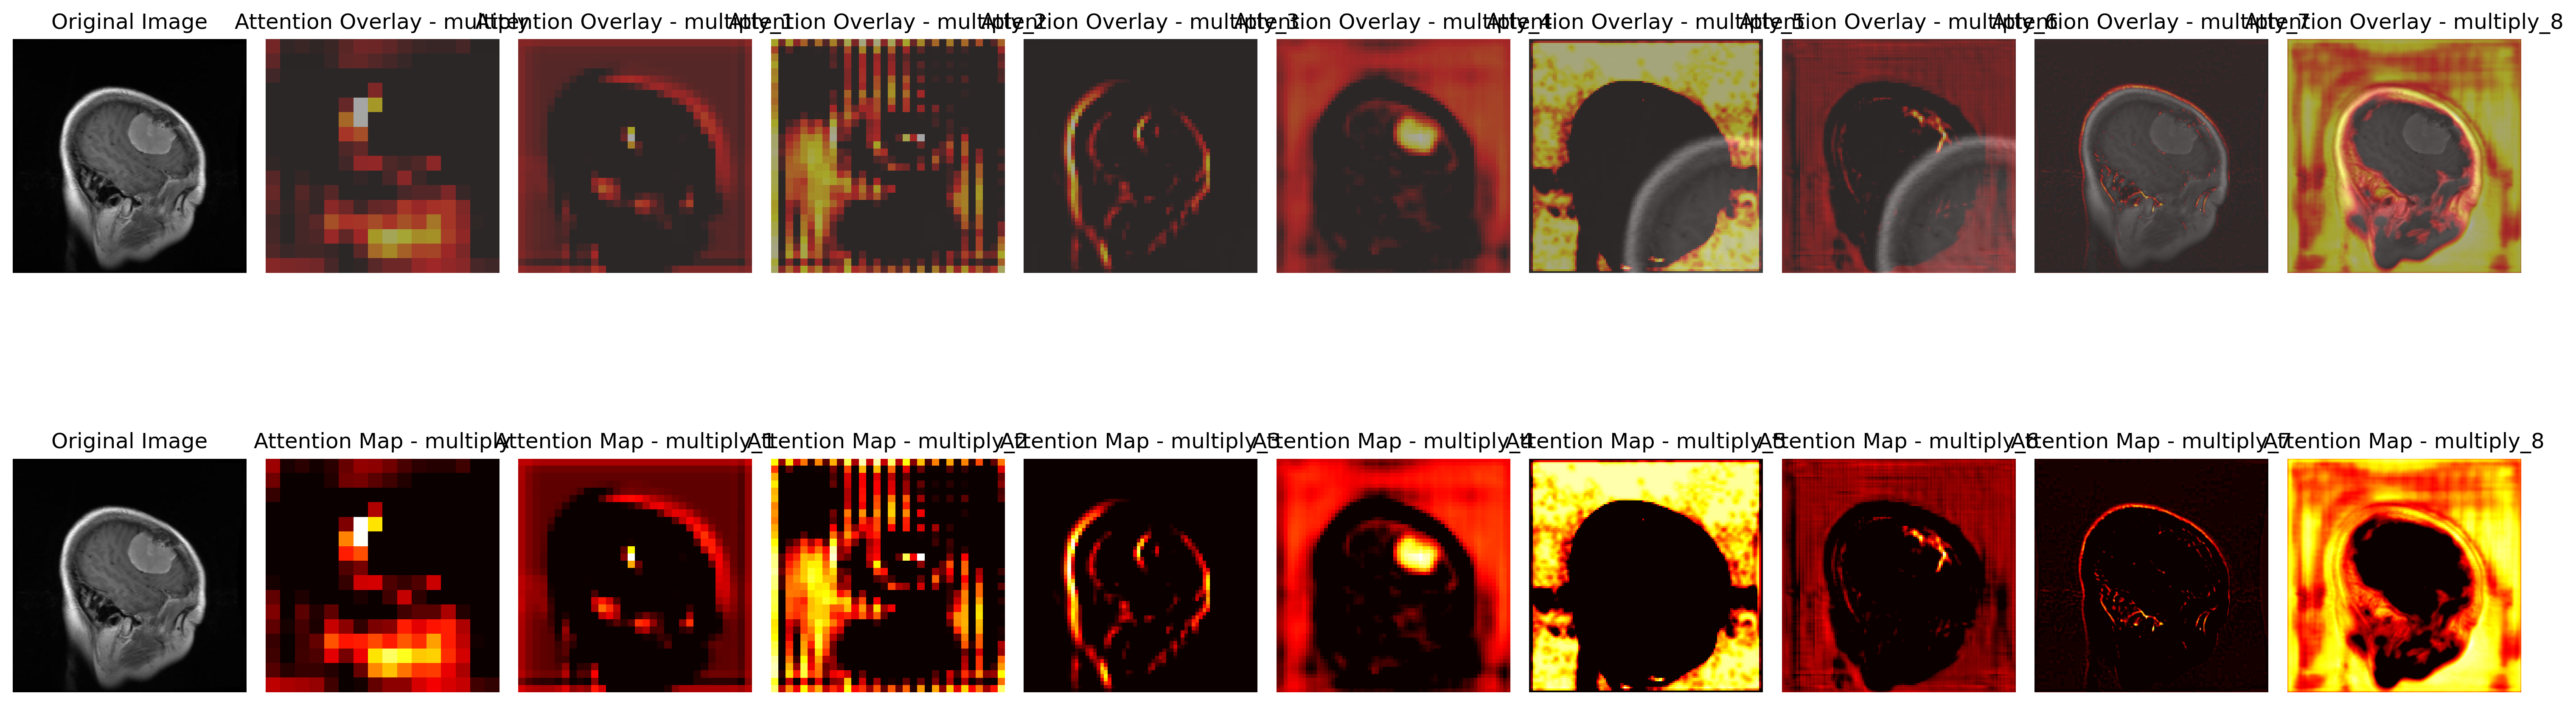 Original Image
Attention Overlay - multiply
Attention Overlay - multiply_1
Attention Overlay - multiply_2
Attention Overlay - multiply_3
Attention Overlay - multiply_4
Attention Overlay - multiply_5
Attention Overlay - multiply_6
Attention Overlay - multiply_7
Attention Overlay - multiply_8
Original Image
Attention Map - multiply
Attention Map - multiply_1
Attention Map - multiply_2
Attention Map - multiply_3
Attention Map - multiply_4
Attention Map - multiply_5
Attention Map - multiply_6
Attention Map - multiply_7
Attention Map - multiply_8